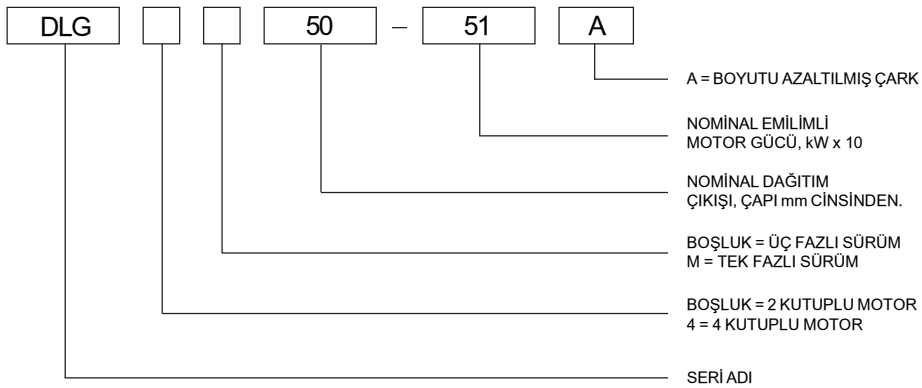 DLG 50 – 51 A
A = BOYUTU AZALTILMIŞ ÇARK
NOMİNAL EMİLİMLİ
MOTOR GÜCÜ, kW x 10
NOMİNAL DAĞITIM
ÇIKIŞI, ÇAPI mm CİNSİNDEN.
BOŞLUK = ÜÇ FAZLI SÜRÜM
M = TEK FAZLI SÜRÜM
BOŞLUK = 2 KUTUPLU MOTOR
4 = 4 KUTUPLU MOTOR
SERİ ADI